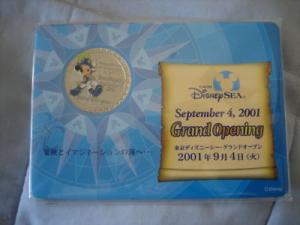 TOKYO
DISNEYSEA
September 4, 2001
Grand Opening
東京ディズニーシー・グランドオープン
2001年9月4日(火)
冒険とイマジネーションの海へ・・・
©Disney